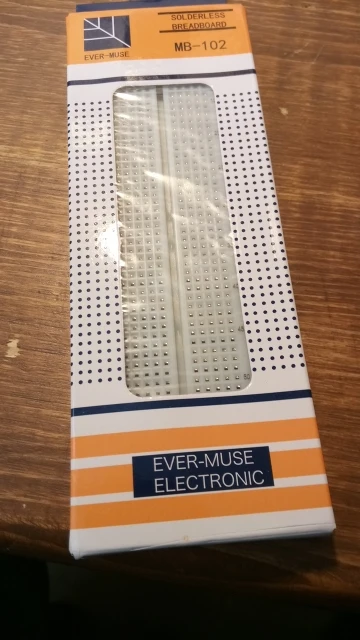 SOLDERLESS
BREADBOARD
MB-102
EVER-MUSE
EVER-MUSE
ELECTRONIC